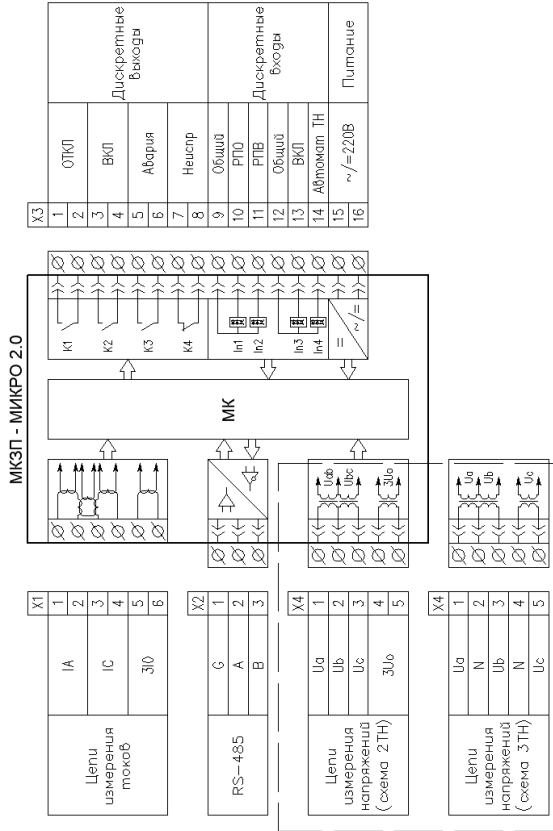 МКЗП - МИКРО 2.0
X1
Цепи
измерения
токов
IA
1
2
IC
3
4
3I0
5
6
X2
RS-485
G
1
A
2
B
3
X4
Цепи
измерения
напряжений
(схема 2ТН)
Ua
1
Ub
2
Uc
3
3Uo
4
5
X4
Цепи
измерения
напряжений
(схема 3ТН)
Ua
1
N
2
Ub
3
N
4
Uc
5
Uab
Ubc
3Uo
Ua
Ub
Uc
МК
K1
K2
K3
K4
In1
In2
In3
In4
=
~/=
X3
1
2
ОТКЛ
3
4
ВКЛ
5
6
Авария
7
8
Неиспр
Дискретные
выходы
9
Общий
10
РПО
11
РПВ
12
Общий
13
ВКЛ
14
Автомат ТН
Дискретные
входы
15
16
~/=220В
Питание